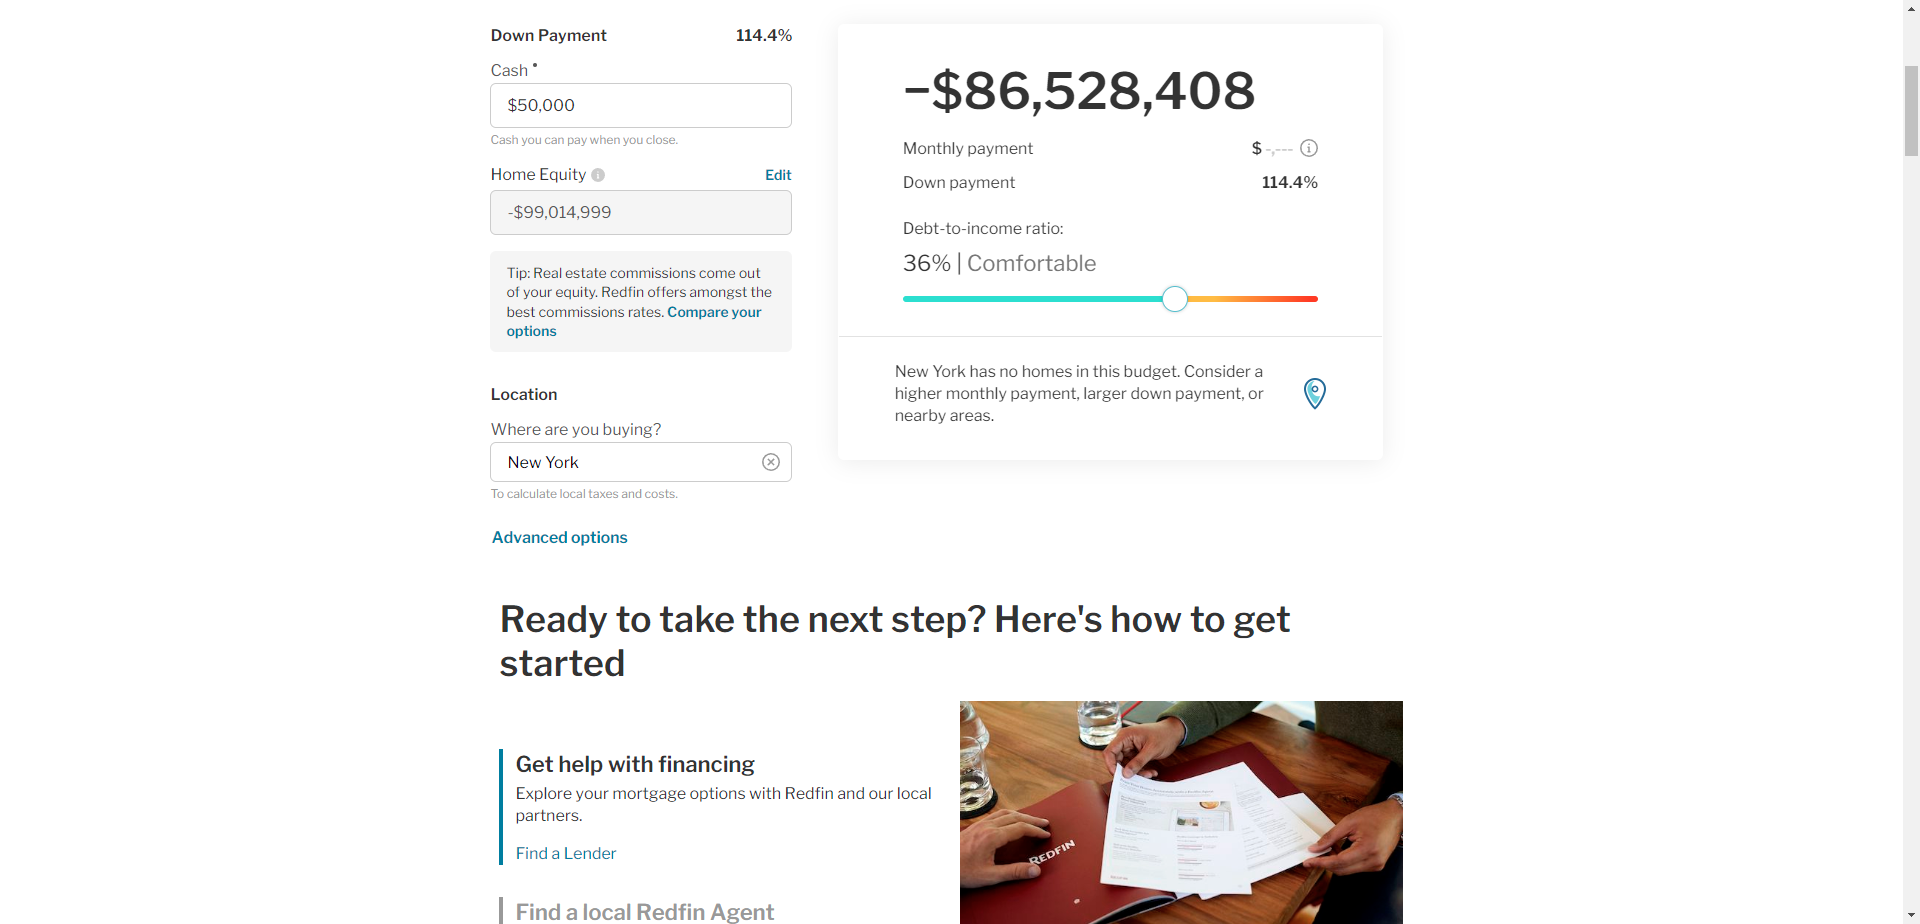 Down Payment 114.4%
Cash •
$50,000
Cash you can pay when you close.
Home Equity Edit
-$99,014,999
Tip: Real estate commissions come out
of your equity. Redfin offers amongst the
best commissions rates. Compare your
options
Location
Where are you buying?
New York
To calculate local taxes and costs.
Advanced options
−$86,528,408
Monthly payment $ -,---
Down payment 114.4%
Debt-to-income ratio:
36% | Comfortable
New York has no homes in this budget. Consider a
higher monthly payment, larger down payment, or
nearby areas.
Ready to take the next step? Here's how to get
started
Get help with financing
Explore your mortgage options with Redfin and our local
partners.
Find a Lender
Find a local Redfin Agent
REDFIN